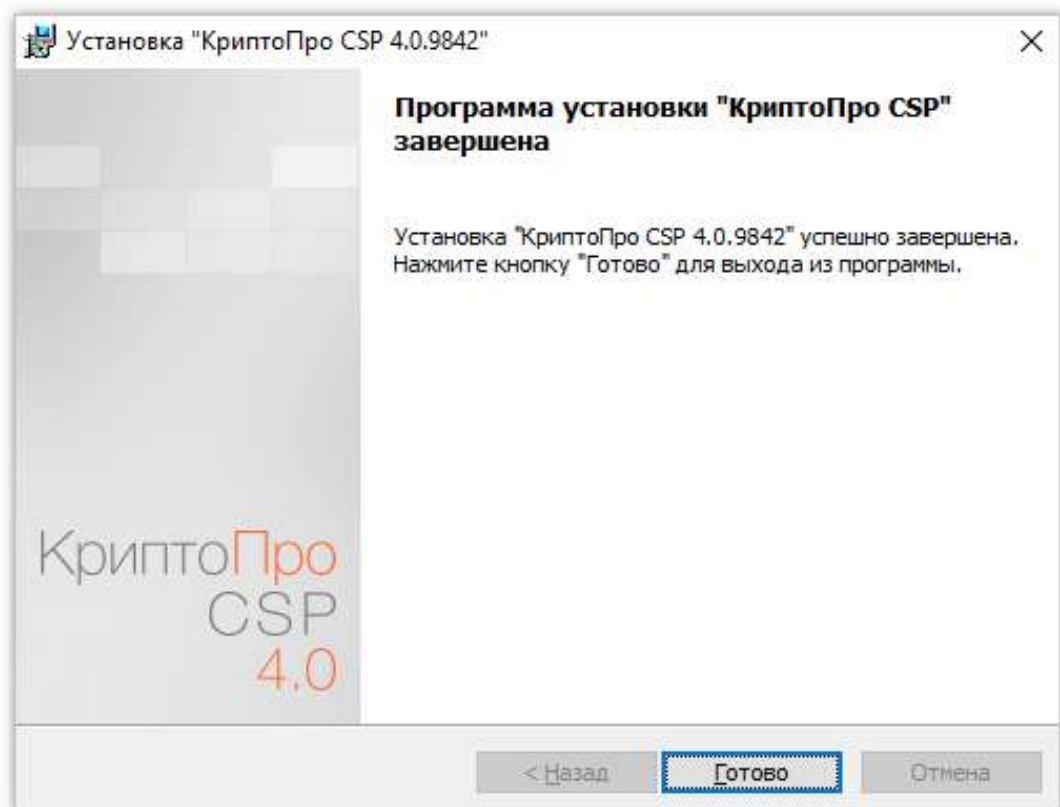 Установка "КриптоПро CSP 4.0.9842"
Программа установки "КриптоПро CSP"
завершена
Установка "КриптоПро CSP 4.0.9842" успешно завершена.
Нажмите кнопку "Готово" для выхода из программы.
КриптоПро
CSP
4.0
< Назад
Готово
Отмена